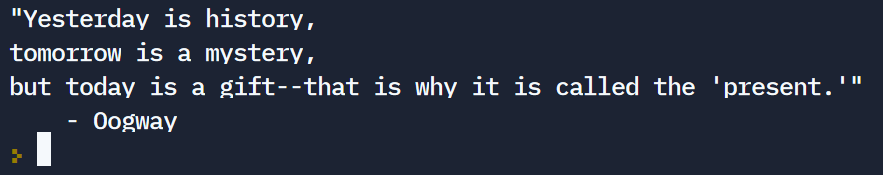 "Yesterday is history,
tomorrow is a mystery,
but today is a gift--that is why it is called the 'present.'"
    - Oogway
>